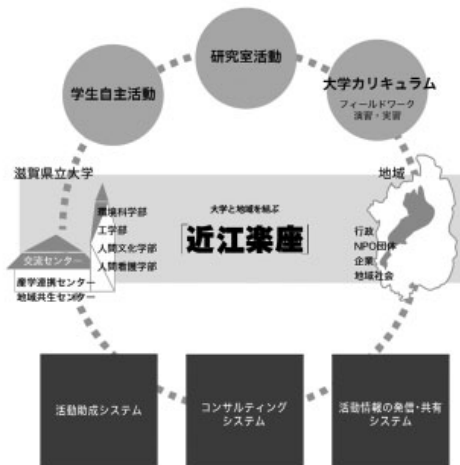 研究室活動
学生自主活動
大学カリキュラム
フィールドワーク
演習・実習
滋賀県立大学
地域
環境科学部
工学部
人間文化学部
人間看護学部
大学と地域を結ぶ
「近江楽座」
行政
NPO団体
企業
地域社会
交流センター
産学連携センター
地域共生センター
活動助成システム
コンサルティング
システム
活動情報の発信・共有
システム